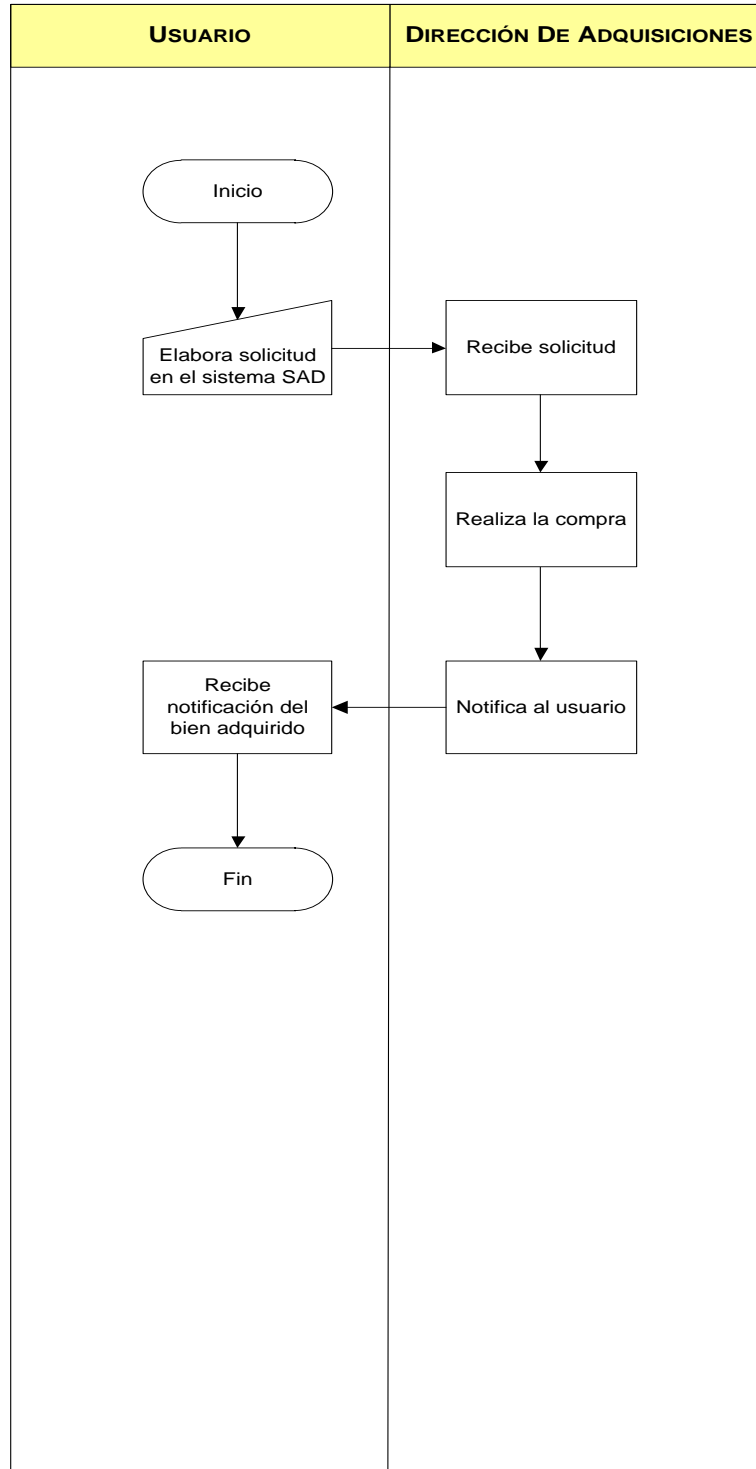 USUARIO
DIRECCIÓN DE ADQUISICIONES
Inicio
Elabora solicitud
en el sistema SAD
Recibe solicitud
Realiza la compra
Notifica al usuario
Recibe
notificación del
bien adquirido
Fin